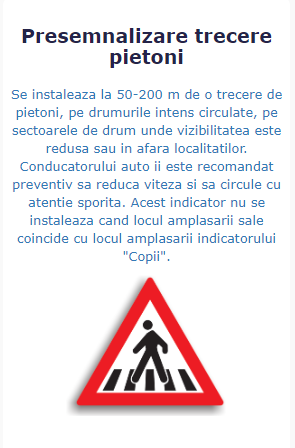 Presemnalizare trecere
pietoni
Se instaleaza la 50-200 m de o trecere de
pietoni, pe drumurile intens circulate, pe
sectoarele de drum unde vizibilitatea este
redusa sau in afara localitatilor.
Conducatorului auto ii este recomandat
preventiv sa reduca viteza si sa circule cu
atentie sporita. Acest indicator nu se
instaleaza cand locul amplasarii sale
coincide cu locul amplasarii indicatorului
"Copii".